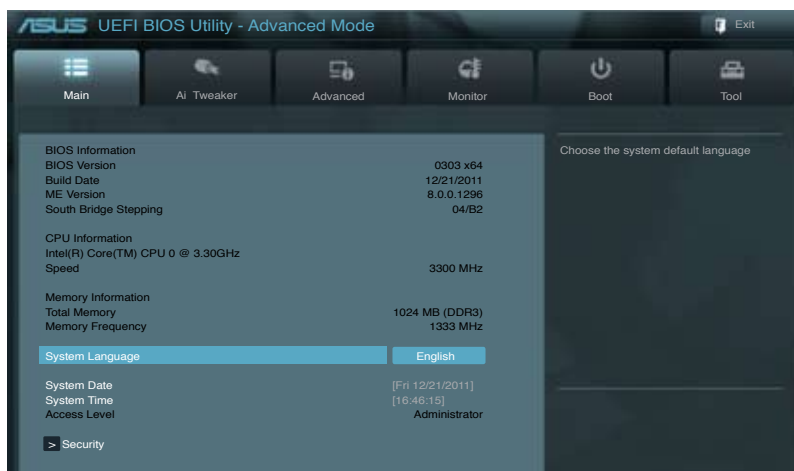 ASUS UEFI BIOS Utility - Advanced Mode
Exit
Main
Ai Tweaker
Advanced
Monitor
Boot
Tool
BIOS Information
BIOS Version 0303 x64
Build Date 12/21/2011
ME Version 8.0.0.1296
South Bridge Stepping 04/B2
CPU Information
Intel(R) Core(TM) CPU 0 @ 3.30GHz
Speed 3300 MHz
Memory Information
Total Memory 1024 MB (DDR3)
Memory Frequency 1333 MHz
System Language English
System Date [Fri 12/21/2011]
System Time [16:46:15]
Access Level Administrator
> Security
Choose the system default language